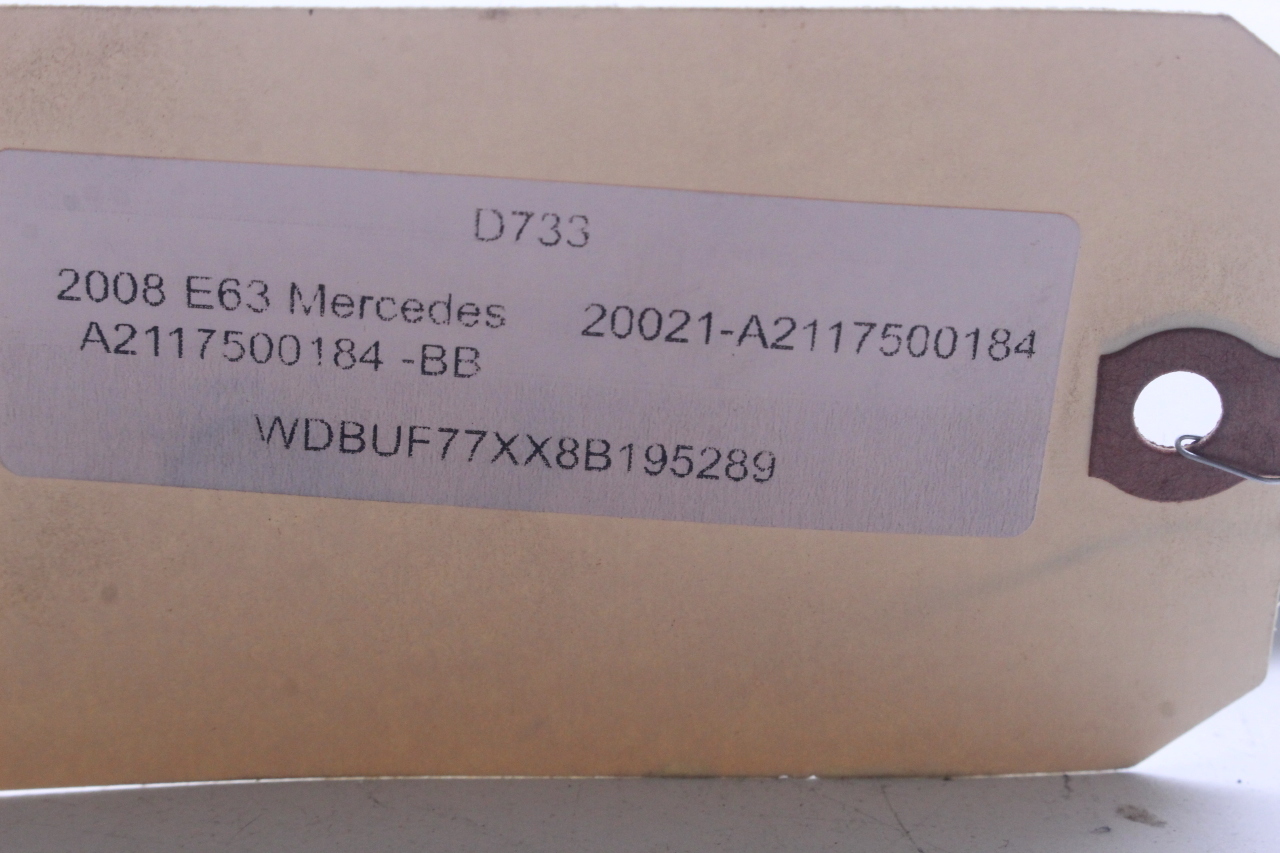 D733
2008 E63 Mercedes 20021-A2117500184
A2117500184 -BB
WDBUF77XX8B195289